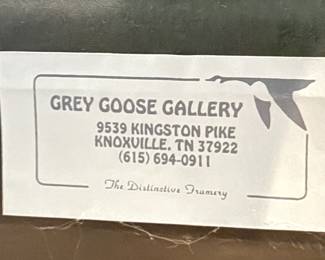 GREY GOOSE GALLERY
9539 KINGSTON PIKE
KNOXVILLE, TN 37922
(615) 694-0911
The Distinctive Framery